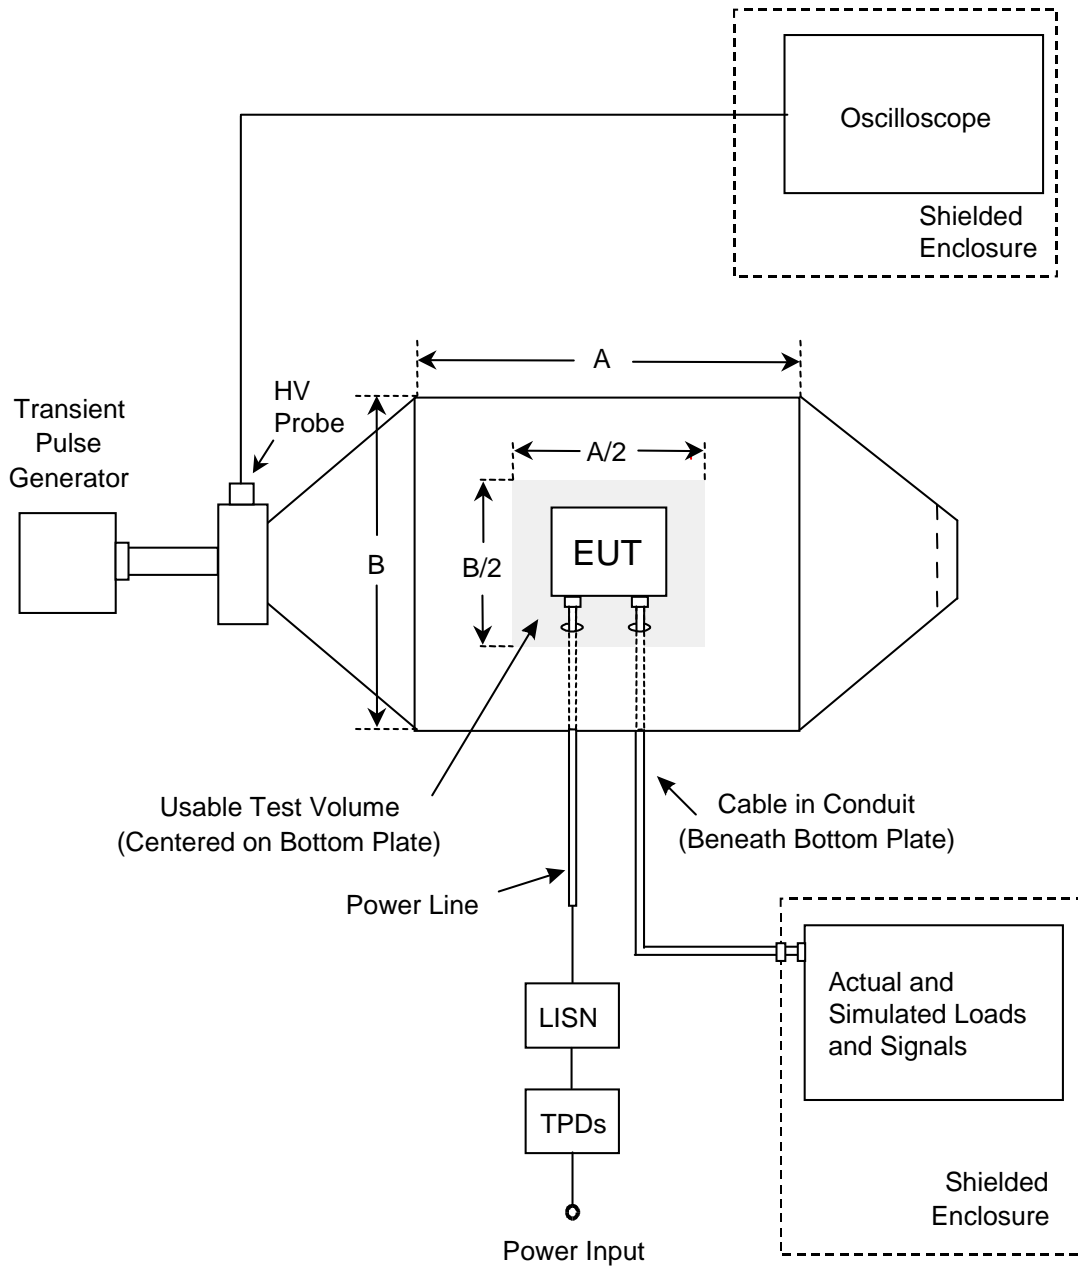 Oscilloscope
Shielded
Enclosure
A
HV
Probe
Transient
Pulse
Generator
A/2
B
B/2
EUT
Usable Test Volume
(Centered on Bottom Plate)
Cable in Conduit
(Beneath Bottom Plate)
Power Line
Actual and
Simulated Loads
and Signals
LISN
TPDs
Shielded
Enclosure
Power Input